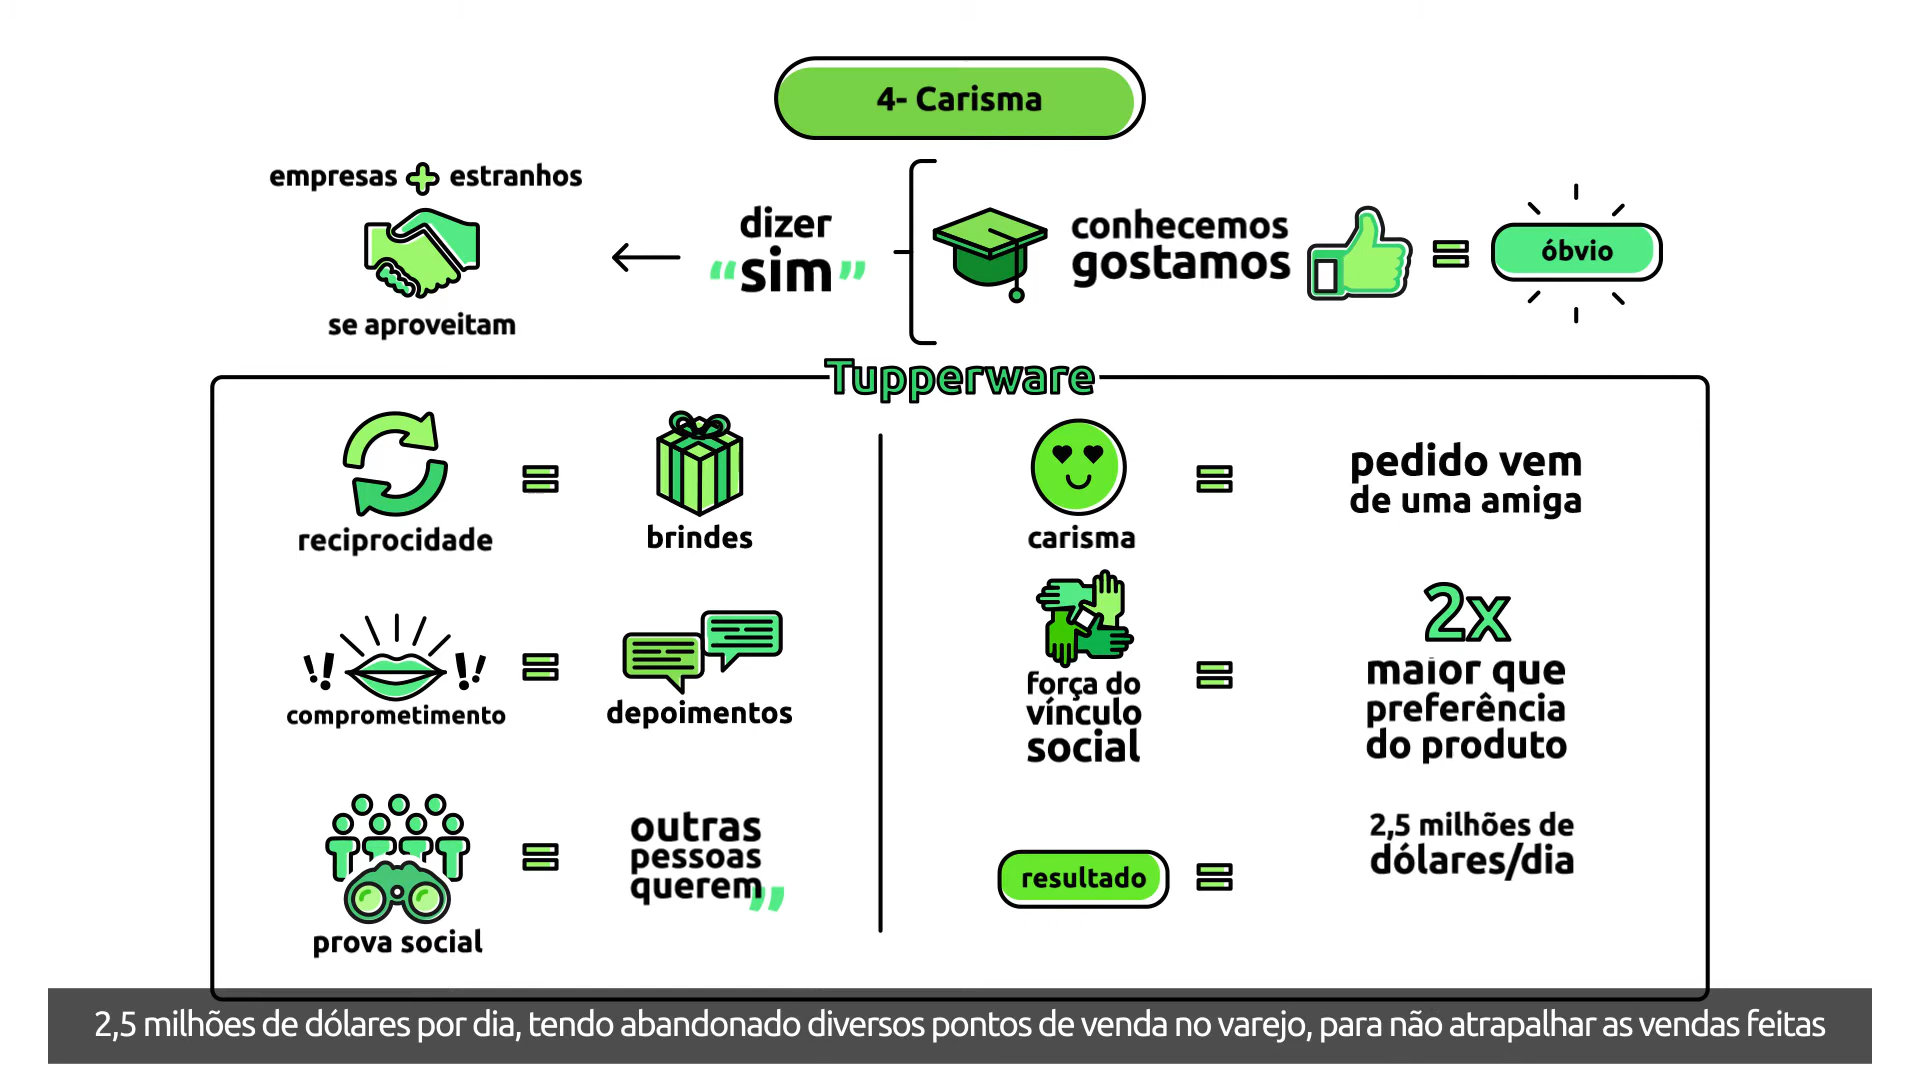 4- Carisma
empresas + estranhos
se aproveitam
dizer
“sim”
conhecemos
gostamos
=
óbvio
Tupperware
reciprocidade
=
brindes
comprometimento
=
depoimentos
prova social
=
outras
pessoas
querem”
carisma
=
pedido vem
de uma amiga
força do
vínculo
social
=
2x
maior que
preferência
do produto
resultado
=
2,5 milhões de
dólares/dia
2,5 milhões de dólares por dia, tendo abandonado diversos pontos de venda no varejo, para não atrapalhar as vendas feitas